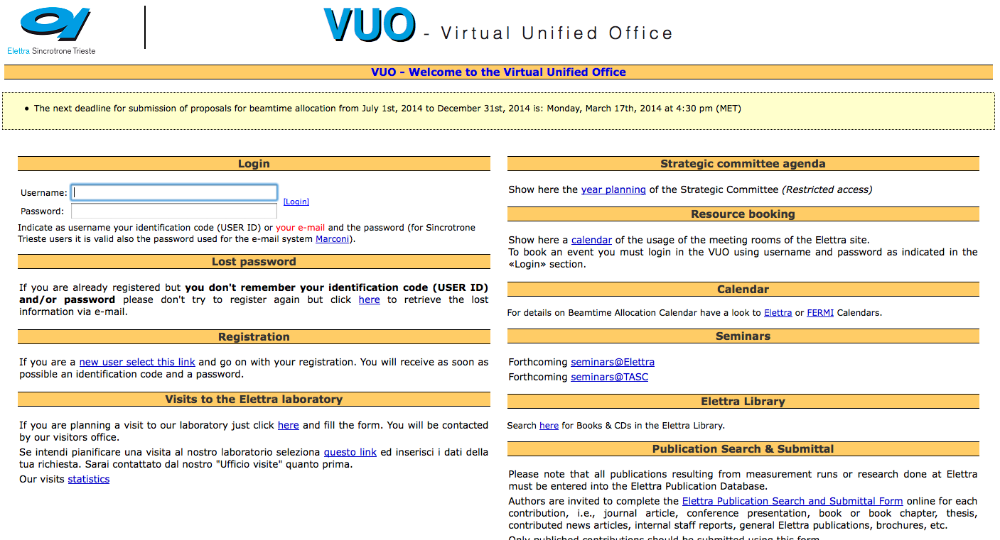 Elettra Sincrotrone Trieste
VUO - Virtual Unified Office
VUO - Welcome to the Virtual Unified Office
• The next deadline for submission of proposals for beamtime allocation from July 1st, 2014 to December 31st, 2014 is: Monday, March 17th, 2014 at 4:30 pm (MET)
Login
Username:
[Login]
Password:
Indicate as username your identification code (USER ID) or your e-mail and the password (for Sincrotrone
Trieste users it is valid also the password used for the e-mail system Marconi).
Lost password
If you are already registered but you don't remember your identification code (USER ID)
and/or password please don't try to register again but click here to retrieve the lost
information via e-mail.
Registration
If you are a new user select this link and go on with your registration. You will receive as soon as
possible an identification code and a password.
Visits to the Elettra laboratory
If you are planning a visit to our laboratory just click here and fill the form. You will be contacted
by our visitors office.
Se intendi pianificare una visita al nostro laboratorio seleziona questo link ed inserisci i dati della
tua richiesta. Sarai contattato dal nostro "Ufficio visite" quanto prima.
Our visits statistics
Strategic committee agenda
Show here the year planning of the Strategic Committee (Restricted access)
Resource booking
Show here a calendar of the usage of the meeting rooms of the Elettra site.
To book an event you must login in the VUO using username and password as indicated in the
«Login» section.
Calendar
For details on Beamtime Allocation Calendar have a look to Elettra or FERMI Calendars.
Seminars
Forthcoming seminars@Elettra
Forthcoming seminars@TASC
Elettra Library
Search here for Books & CDs in the Elettra Library.
Publication Search & Submittal
Please note that all publications resulting from measurement runs or research done at Elettra
must be entered into the Elettra Publication Database.
Authors are invited to complete the Elettra Publication Search and Submittal Form online for each
contribution, i.e., journal article, conference presentation, book or book chapter, thesis,
contributed news articles, internal staff reports, general Elettra publications, brochures, etc.
Only published contributions should be submitted using this form.